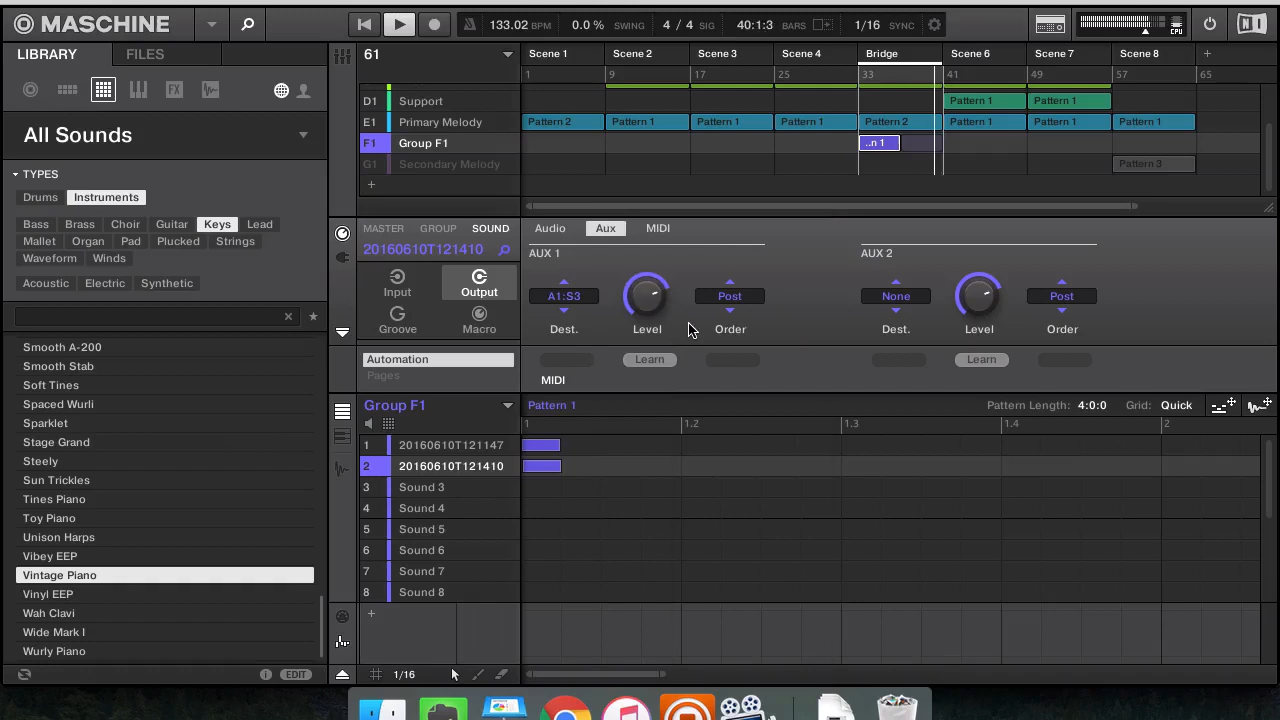 MASCHINE
133.02 BPM 0.0 % SWING 4 / 4 SIG 40:1:3 BARS 1/16 SYNC CPU
LIBRARY FILES
61
Scene 1 Scene 2 Scene 3 Scene 4 Bridge Scene 6 Scene 7 Scene 8 +
1 9 17 25 33 41 49 57 65
FX
D1 Support Pattern 1 Pattern 1
All Sounds
E1 Primary Melody Pattern 2 Pattern 1 Pattern 1 Pattern 1 Pattern 2 Pattern 1 Pattern 1 Pattern 1
F1 Group F1 ..n 1
G1 Secondary Melody Pattern 3
+
TYPES
Drums Instruments
Bass Brass Choir Guitar Keys Lead
Mallet Organ Pad Plucked Strings
Waveform Winds
Acoustic Electric Synthetic
MASTER GROUP SOUND Audio Aux MIDI
20160610T121410
AUX 1 AUX 2
Input Output
A1:S3 Post None Post
Groove Macro
Dest. Level Order Dest. Level Order
Automation
Learn Learn
Pages
MIDI
Smooth A-200
Smooth Stab
Soft Tines
Spaced Wurli
Sparklet
Stage Grand
Steely
Sun Trickles
Tines Piano
Toy Piano
Unison Harps
Vibey EEP
Vintage Piano
Vinyl EEP
Wah Clavi
Wide Mark I
Wurly Piano
EDIT
Group F1 Pattern 1 Pattern Length: 4:0:0 Grid: Quick
1 1.2 1.3 1.4 2
1 20160610T121147
2 20160610T121410
3 Sound 3
4 Sound 4
5 Sound 5
6 Sound 6
7 Sound 7
8 Sound 8
+
1/16